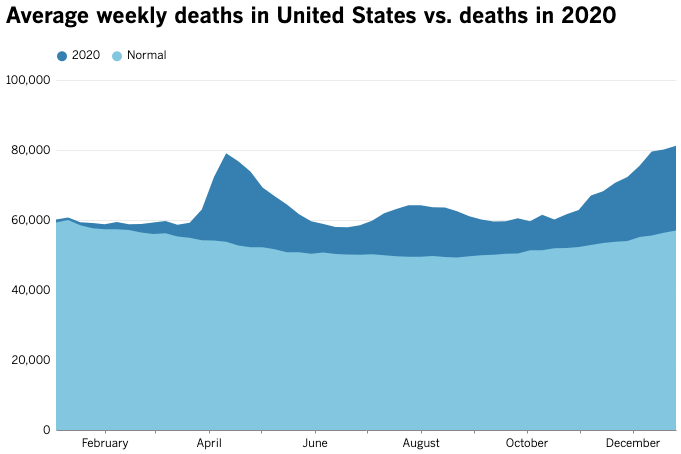 Average weekly deaths in United States vs. deaths in 2020
2020 Normal
100,000
80,000
60,000
40,000
20,000
0
February April June August October December